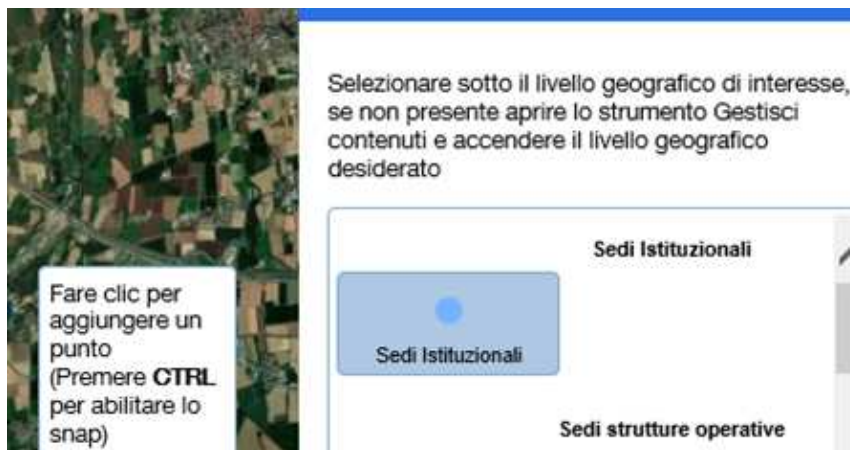 Selezionare sotto il livello geografico di interesse,
se non presente aprire lo strumento Gestisci
contenuti e accendere il livello geografico
desiderato
Sedi Istituzionali
Sedi Istituzionali
Sedi strutture operative
Fare clic per
aggiungere un
punto
(Premere CTRL
per abilitare lo
snap)